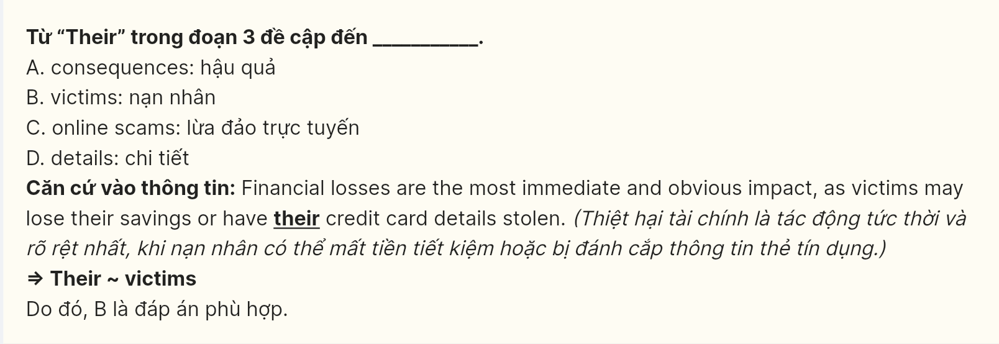 Từ “Their” trong đoạn 3 đề cập đến ___________.
A. consequences: hậu quả
B. victims: nạn nhân
C. online scams: lừa đảo trực tuyến
D. details: chi tiết
Căn cứ vào thông tin: Financial losses are the most immediate and obvious impact, as victims may
lose their savings or have their credit card details stolen. (Thiệt hại tài chính là tác động tức thời và
rõ rệt nhất, khi nạn nhân có thể mất tiền tiết kiệm hoặc bị đánh cắp thông tin thẻ tín dụng.)
⇒ Their ~ victims
Do đó, B là đáp án phù hợp.